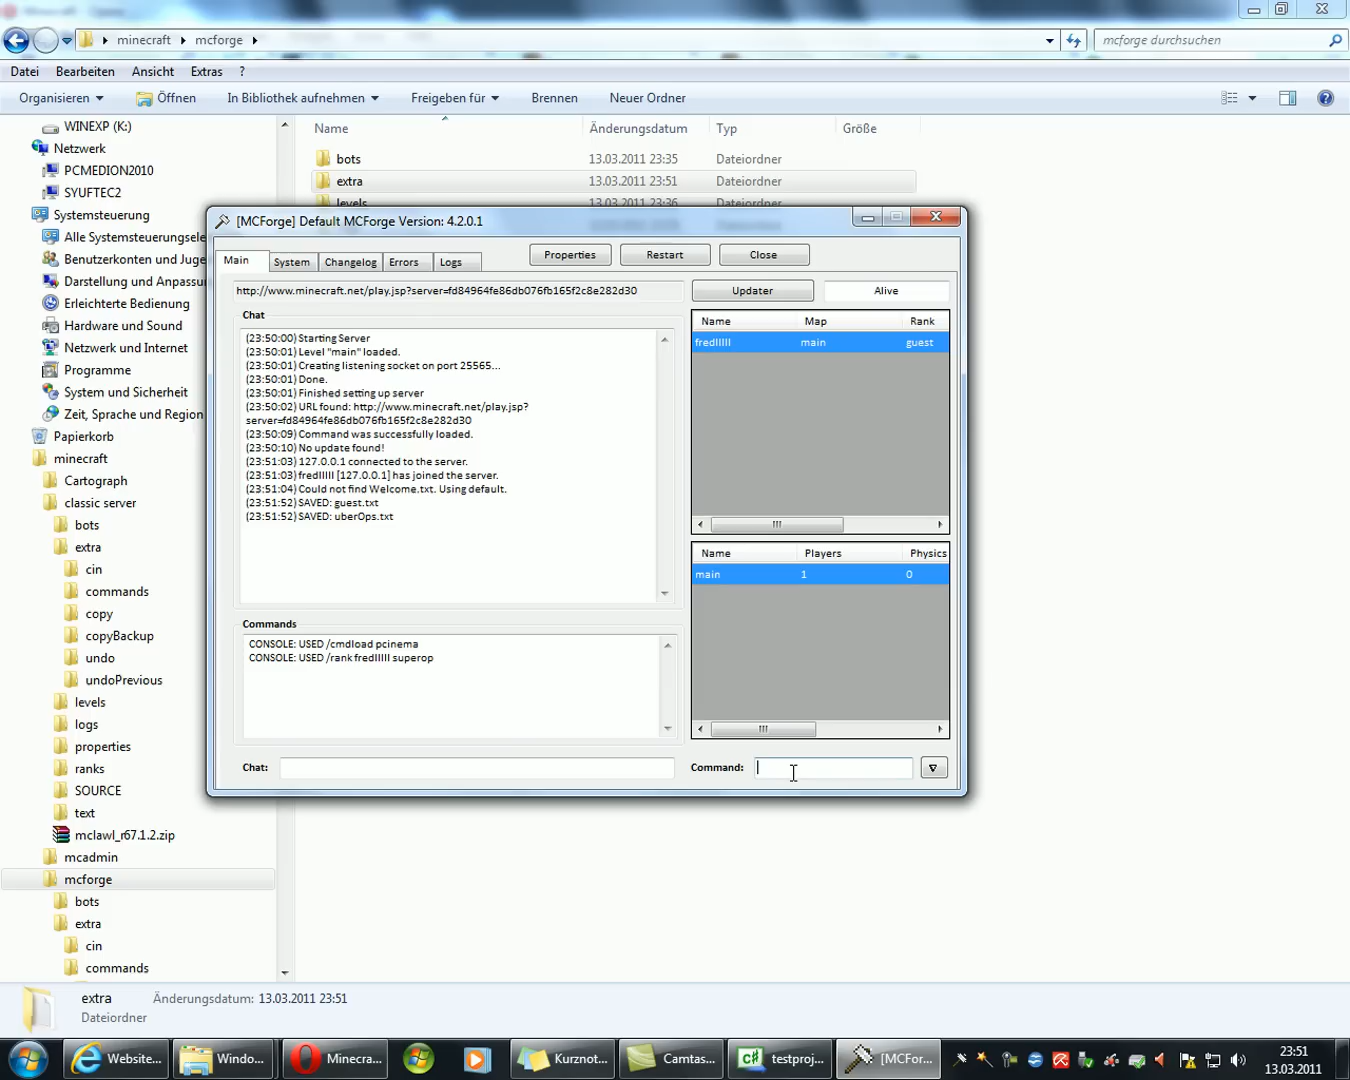 minecraft mcforge
mcforge durchsuchen
Datei Bearbeiten Ansicht Extras ?
Organisieren Öffnen In Bibliothek aufnehmen Freigeben für Brennen Neuer Ordner
Name Änderungsdatum Typ Größe
bots 13.03.2011 23:35 Dateiordner
extra 13.03.2011 23:51 Dateiordner
levels 13.03.2011 23:36 Dateiordner
WINEXP (K:)
Netzwerk
PCMEDION2010
SYUFTEC2
Systemsteuerung
Alle Systemsteuerungsele
Benutzerkonten und Juge
Darstellung und Anpassu
Erleichterte Bedienung
Hardware und Sound
Netzwerk und Internet
Programme
System und Sicherheit
Zeit, Sprache und Region
Papierkorb
minecraft
Cartograph
classic server
bots
extra
cin
commands
copy
copyBackup
undo
undoPrevious
levels
logs
properties
ranks
SOURCE
text
mclawl_r67.1.2.zip
mcadmin
mcforge
bots
extra
cin
commands
[MCForge] Default MCForge Version: 4.2.0.1
Main System Changelog Errors Logs
Properties Restart Close
http://www.minecraft.net/play.jsp?server=fd84964fe86db076fb165f2c8e282d30
Updater Alive
Chat
(23:50:00) Starting Server
(23:50:01) Level "main" loaded.
(23:50:01) Creating listening socket on port 25565...
(23:50:01) Done.
(23:50:01) Finished setting up server
(23:50:02) URL found: http://www.minecraft.net/play.jsp?
server=fd84964fe86db076fb165f2c8e282d30
(23:50:09) Command was successfully loaded.
(23:50:10) No update found!
(23:51:03) 127.0.0.1 connected to the server.
(23:51:03) fredlllll [127.0.0.1] has joined the server.
(23:51:04) Could not find Welcome.txt. Using default.
(23:51:52) SAVED: guest.txt
(23:51:52) SAVED: uberOps.txt
Name Map Rank
fredlllll main guest
Name Players Physics
main 1 0
Commands
CONSOLE: USED /cmdload pcinema
CONSOLE: USED /rank fredlllll superop
Chat:
Command:
extra Änderungsdatum: 13.03.2011 23:51
Dateiordner
Website... Windo... Minecra... Kurznot... Camtas... testproj... [MCFor...
23:51
13.03.2011